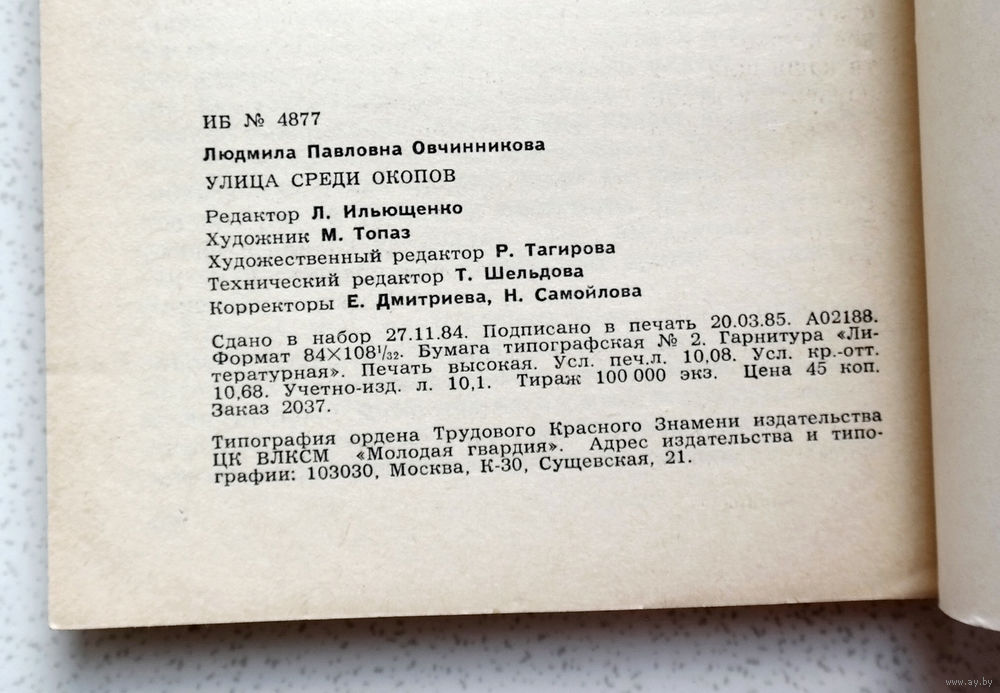 ИБ № 4877
Людмила Павловна Овчинникова
УЛИЦА СРЕДИ ОКОПОВ
Редактор Л. Ильющенко
Художник М. Топаз
Художественный редактор Р. Тагирова
Технический редактор Т. Шельдова
Корректоры Е. Дмитриева, Н. Самойлова
Сдано в набор 27.11.84. Подписано в печать 20.03.85. А02188.
Формат 84×108¹/₃₂. Бумага типографская № 2. Гарнитура «Ли-
тературная». Печать высокая. Усл. печ.л. 10,08. Усл. кр.-отт.
10,68. Учетно-изд. л. 10,1. Тираж 100 000 экз. Цена 45 коп.
Заказ 2037.
Типография ордена Трудового Красного Знамени издательства
ЦК ВЛКСМ «Молодая гвардия». Адрес издательства и типо-
графии: 103030, Москва, К-30, Сущевская, 21.
www.ay.by